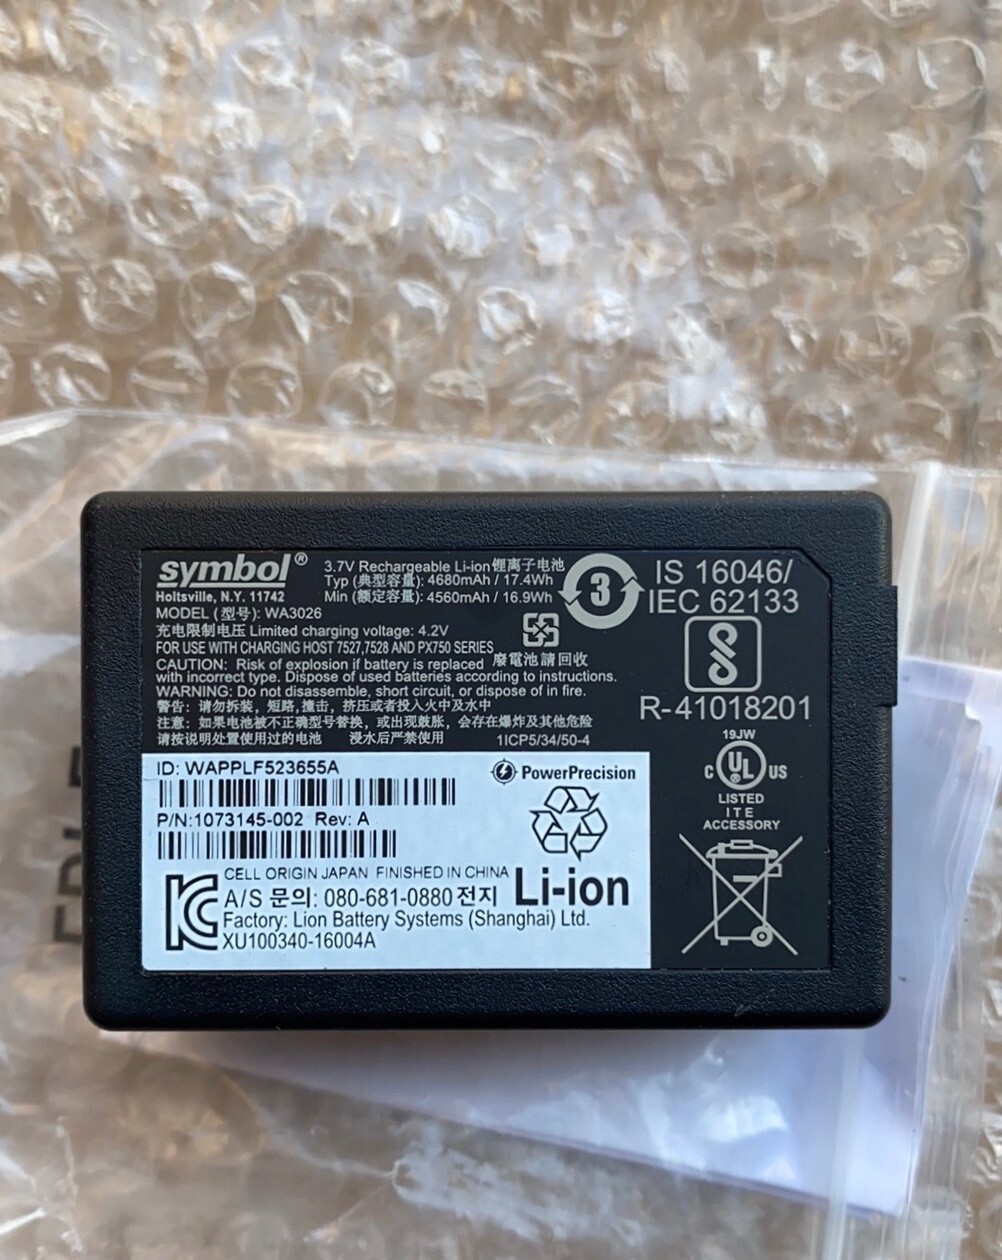 symbol®
Holtsville, N.Y. 11742
3.7V Rechargeable Li-ion锂离子电池
Typ (典型容量): 4680mAh / 17.4Wh
Min (额定容量): 4560mAh / 16.9Wh
MODEL (型号): WA3026
充电限制电压 Limited charging voltage: 4.2V
FOR USE WITH CHARGING HOST 7527,7528 AND PX750 SERIES
CAUTION: Risk of explosion if battery is replaced
with incorrect type. Dispose of used batteries according to instructions.
WARNING: Do not disassemble, short circuit, or dispose of in fire.
警告: 请勿拆装, 短路, 撞击, 挤压或者投入火中及水中
注意: 如果电池被不正确型号替换, 或出现鼓胀, 会存在爆炸及其他危险
请按说明处置使用过的电池 浸水后严禁使用
1ICP5/34/50-4
廢電池請回收
3
IS 16046/
IEC 62133
R-41018201
19JW
C UL US
®
LISTED
I T E
ACCESSORY
ID: WAPPLF523655A
PowerPrecision
P/N:1073145-002 Rev: A
CELL ORIGIN JAPAN FINISHED IN CHINA
A/S 문의: 080-681-0880 전지
Li-ion
Factory: Lion Battery Systems (Shanghai) Ltd.
XU100340-16004A